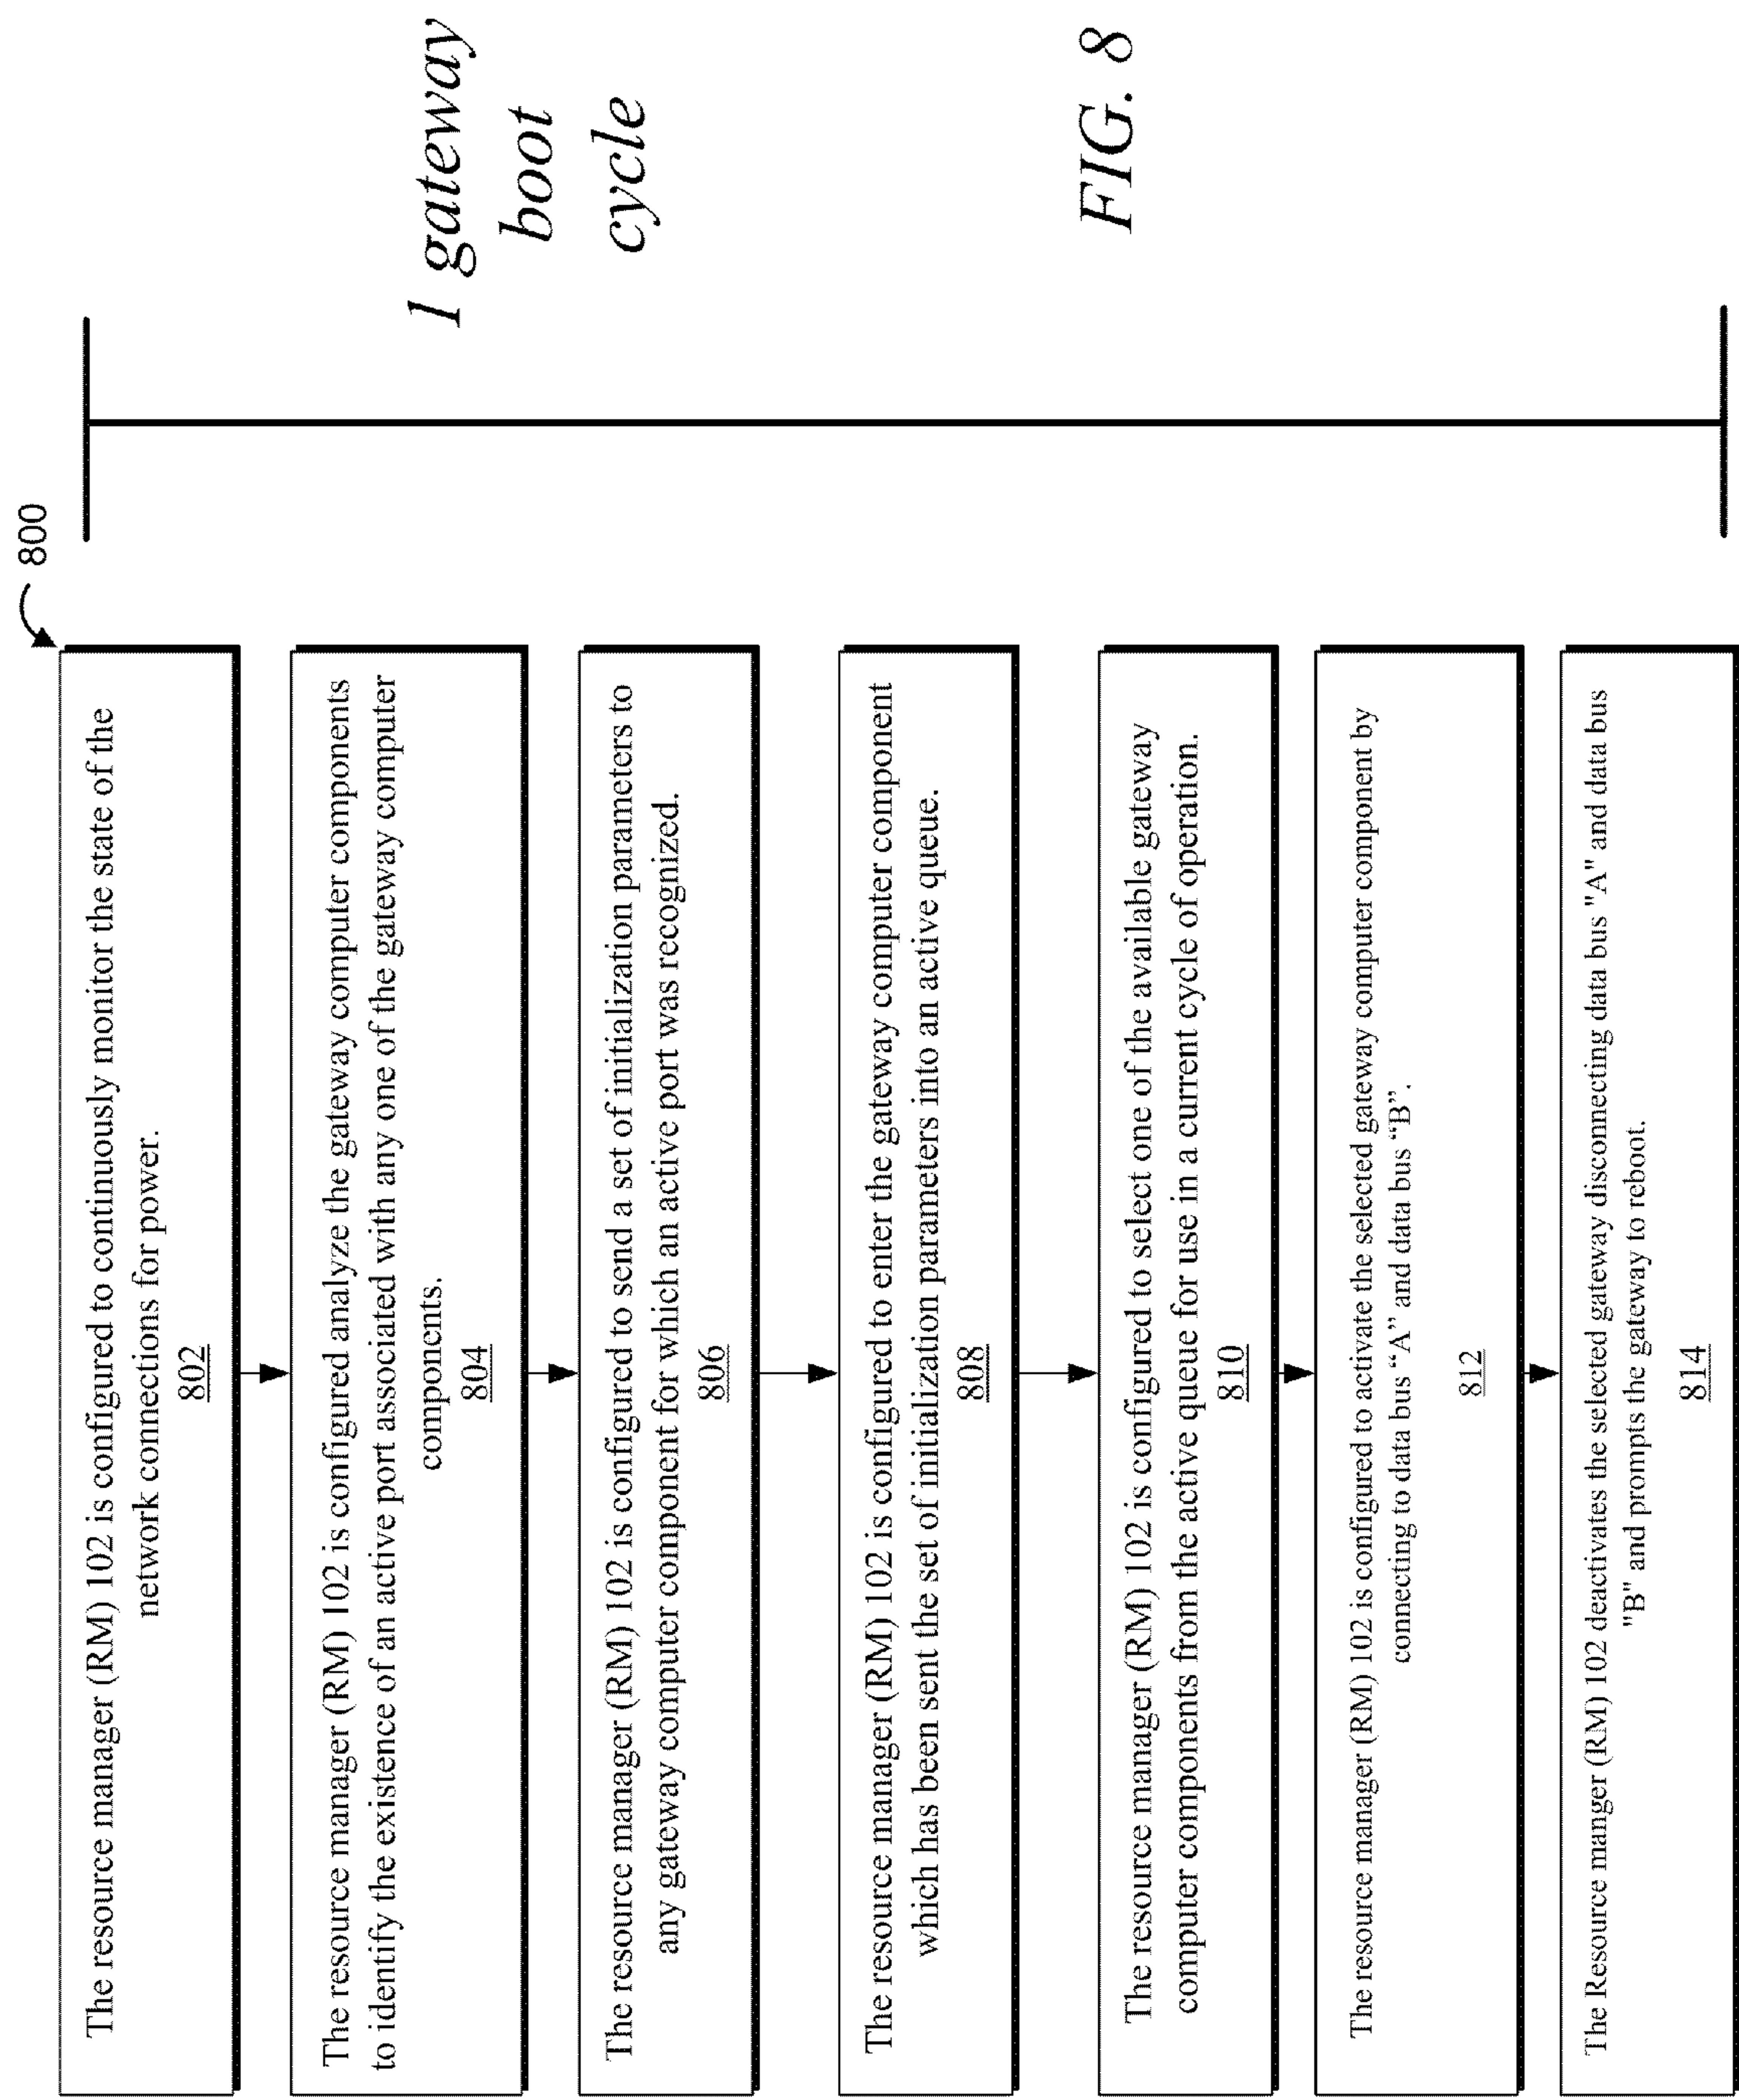 800
The resource manager (RM) 102 is configured to continuously monitor the state of the
network connections for power.
802
The resource manager (RM) 102 is configured analyze the gateway computer components
to identify the existence of an active port associated with any one of the gateway computer
components.
804
The resource manager (RM) 102 is configured to send a set of initialization parameters to
any gateway computer component for which an active port was recognized.
806
The resource manager (RM) 102 is configured to enter the gateway computer component
which has been sent the set of initialization parameters into an active queue.
808
The resource manager (RM) 102 is configured to select one of the available gateway
computer components from the active queue for use in a current cycle of operation.
810
The resource manager (RM) 102 is configured to activate the selected gateway computer component by
connecting to data bus “A” and data bus “B”.
812
The Resource manger (RM) 102 deactivates the selected gateway disconnecting data bus "A" and data bus
"B" and prompts the gateway to reboot.
814
1 gateway
boot
cycle
FIG. 8